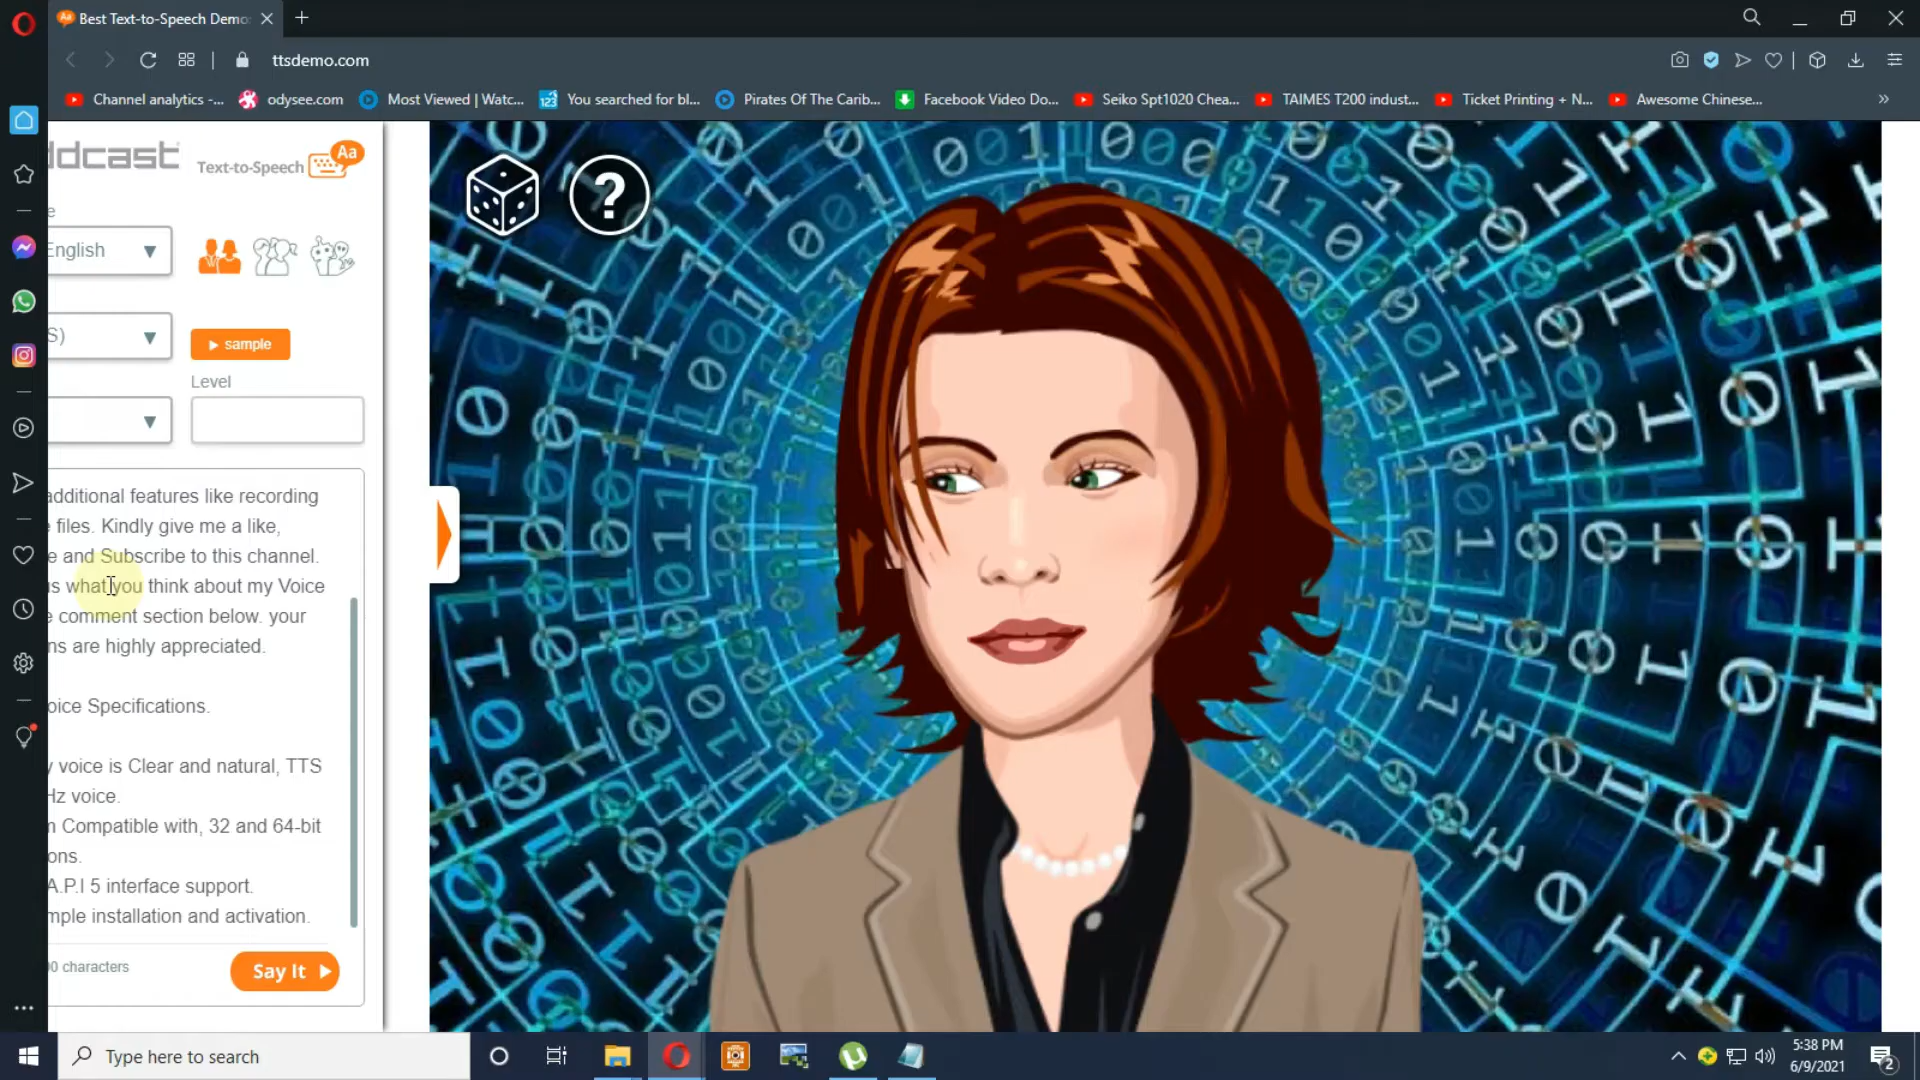 Best Text-to-Speech Demo:
ttsdemo.com
Channel analytics -...
odysee.com
Most Viewed | Watc...
123
You searched for bl...
Pirates Of The Carib...
Facebook Video Do...
Seiko Spt1020 Chea...
TAIMES T200 indust...
Ticket Printing + N...
Awesome Chinese...
»
ddcast
Text-to-Speech
Aa
e
English
S)
sample
Level
additional features like recording
files. Kindly give me a like,
e and Subscribe to this channel.
us what you think about my Voice
e comment section below. your
ns are highly appreciated.
oice Specifications.
y voice is Clear and natural, TTS
Hz voice.
m Compatible with, 32 and 64-bit
ons.
A.P.I 5 interface support.
mple installation and activation.
00 characters
Say It
?
Type here to search
5:38 PM
6/9/2021
2